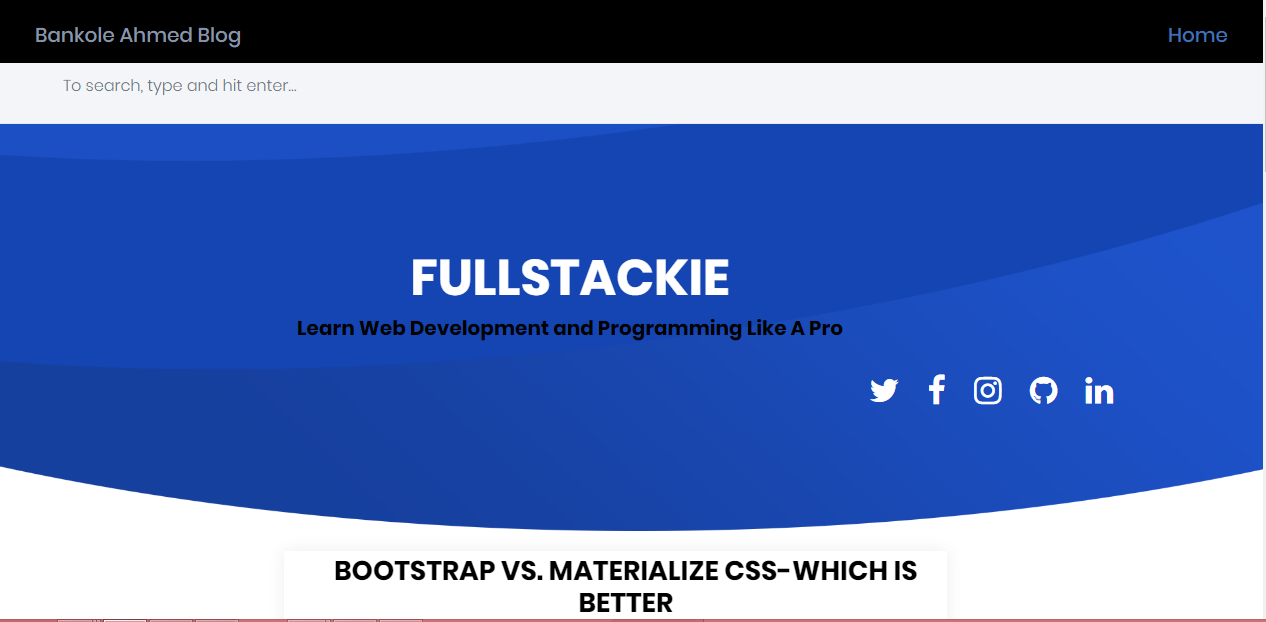 Bankole Ahmed Blog
Home
To search, type and hit enter...
FULLSTACKIE
Learn Web Development and Programming Like A Pro
BOOTSTRAP VS. MATERIALIZE CSS-WHICH IS
BETTER